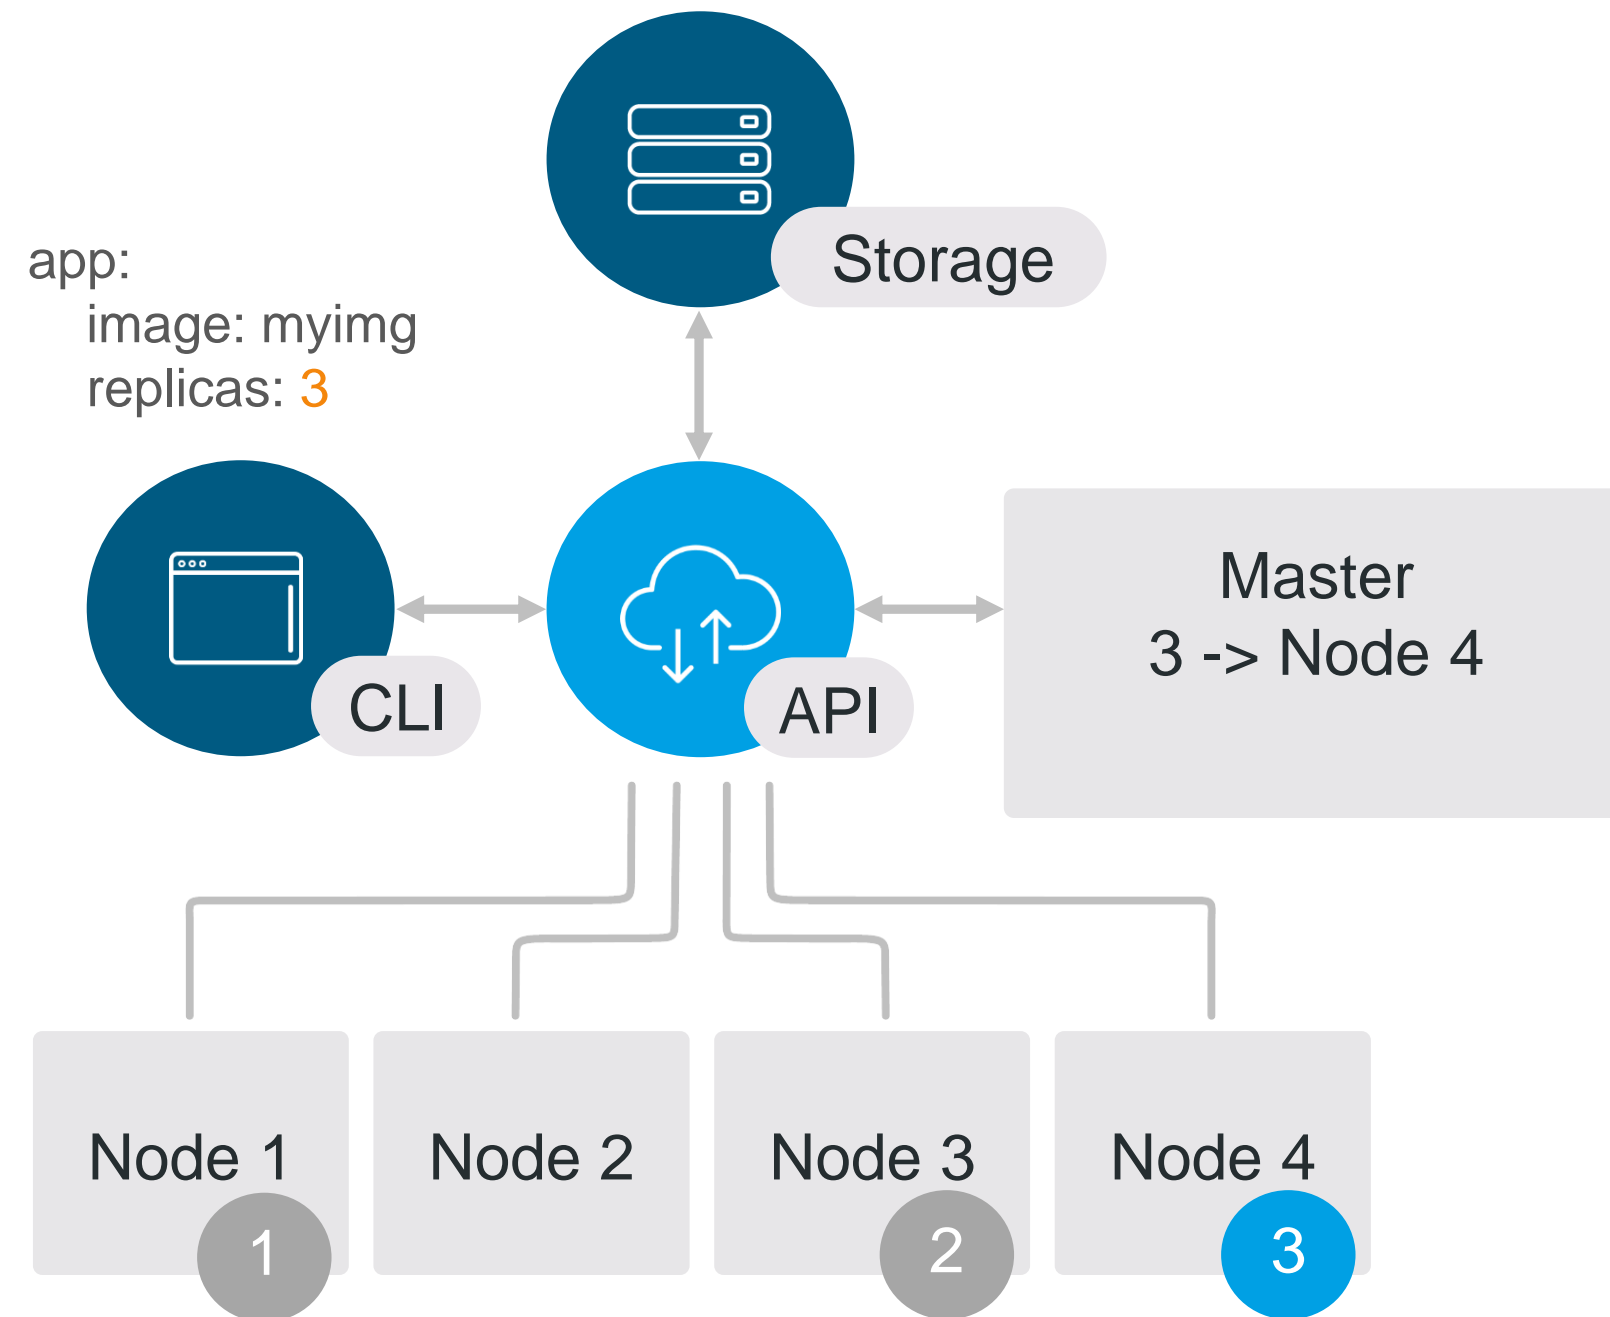 Storage
app:
image: myimg
replicas: 3
Master
3 -> Node 4
CLI
API
Node 1
Node 2
Node 3
Node 4
1
2
3